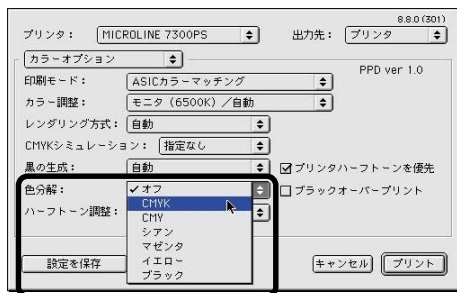 8.8.0 (301)
プリンタ： MICROLINE 7300PS 出力先： プリンタ
カラーオプション
PPD ver 1.0
印刷モード： ASICカラーマッチング
カラー調整： モニタ（6500K）／自動
レンダリング方式： 自動
CMYKシミュレーション： 指定なし
黒の生成： 自動 プリンタハーフトーンを優先
色分解： オフ ブラックオーバープリント
CMYK
ハーフトーン調整： CMY
シアン
マゼンタ
設定を保存 イエロー キャンセル プリント
ブラック